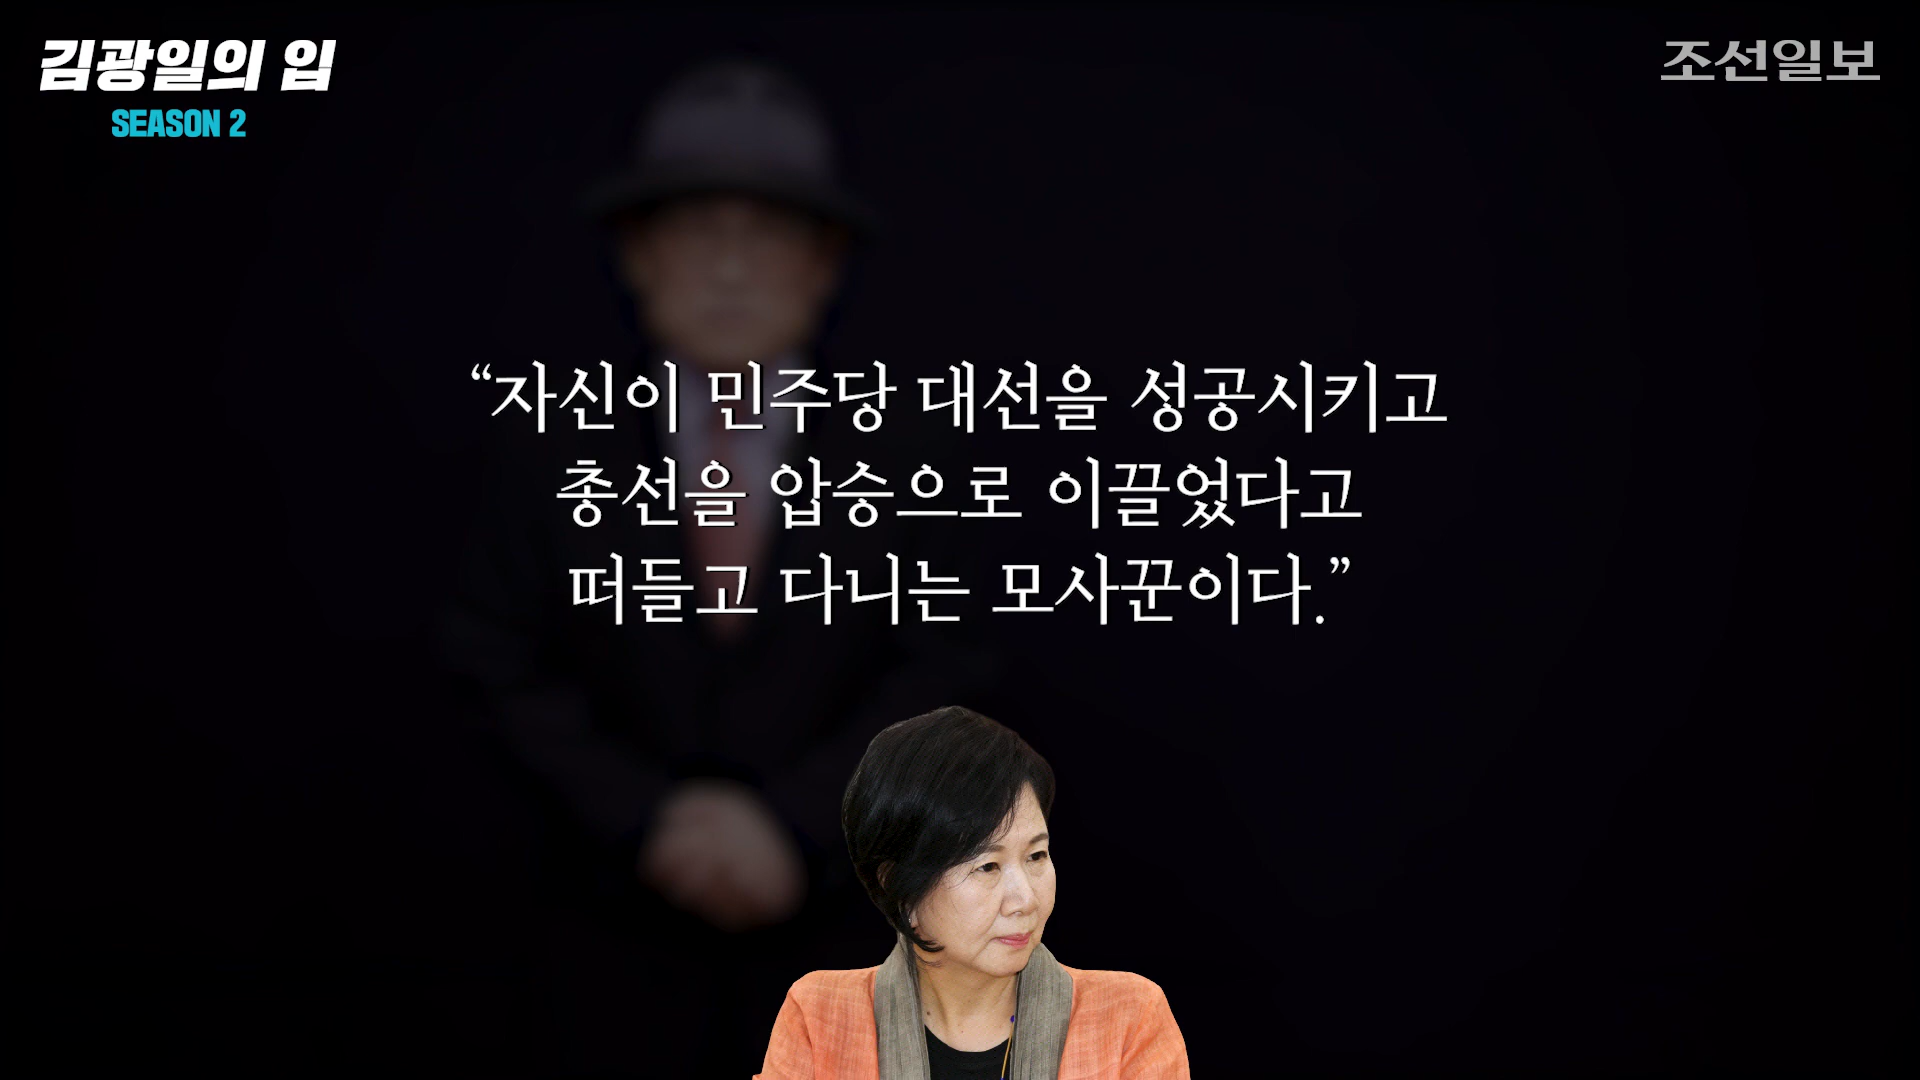 김광일의 입
SEASON 2
조선일보
“자신이 민주당 대선을 성공시키고
총선을 압승으로 이끌었다고
떠들고 다니는 모사꾼이다.”